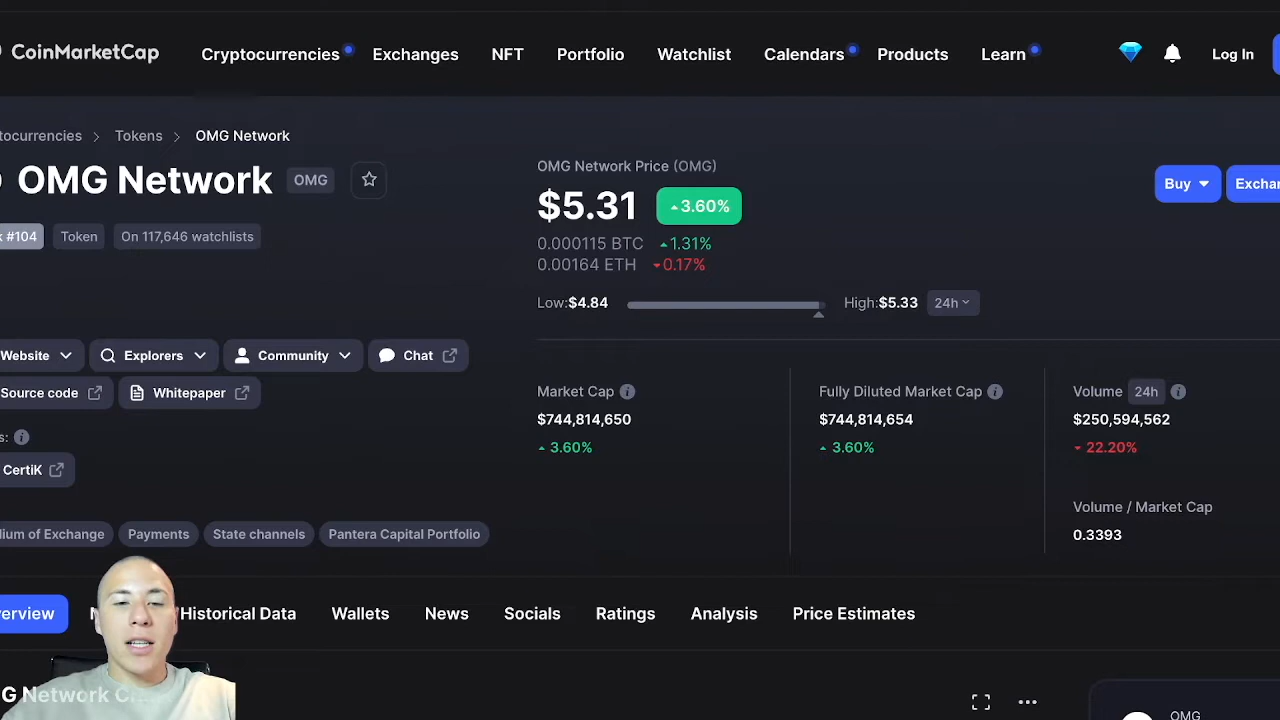 CoinMarketCap Cryptocurrencies Exchanges NFT Portfolio Watchlist Calendars Products Learn Log In
tocurrencies > Tokens > OMG Network
OMG Network OMG
k #104 Token On 117,646 watchlists
OMG Network Price (OMG)
$5.31 3.60%
0.000115 BTC 1.31%
0.00164 ETH 0.17%
Low:$4.84 High:$5.33 24h
Buy Exchan
Website Explorers Community Chat
Source code Whitepaper
s:
CertiK
dium of Exchange Payments State channels Pantera Capital Portfolio
Market Cap
$744,814,650
3.60%
Fully Diluted Market Cap
$744,814,654
3.60%
Volume 24h
$250,594,562
22.20%
Volume / Market Cap
0.3393
verview Historical Data Wallets News Socials Ratings Analysis Price Estimates
G Network C
OMG